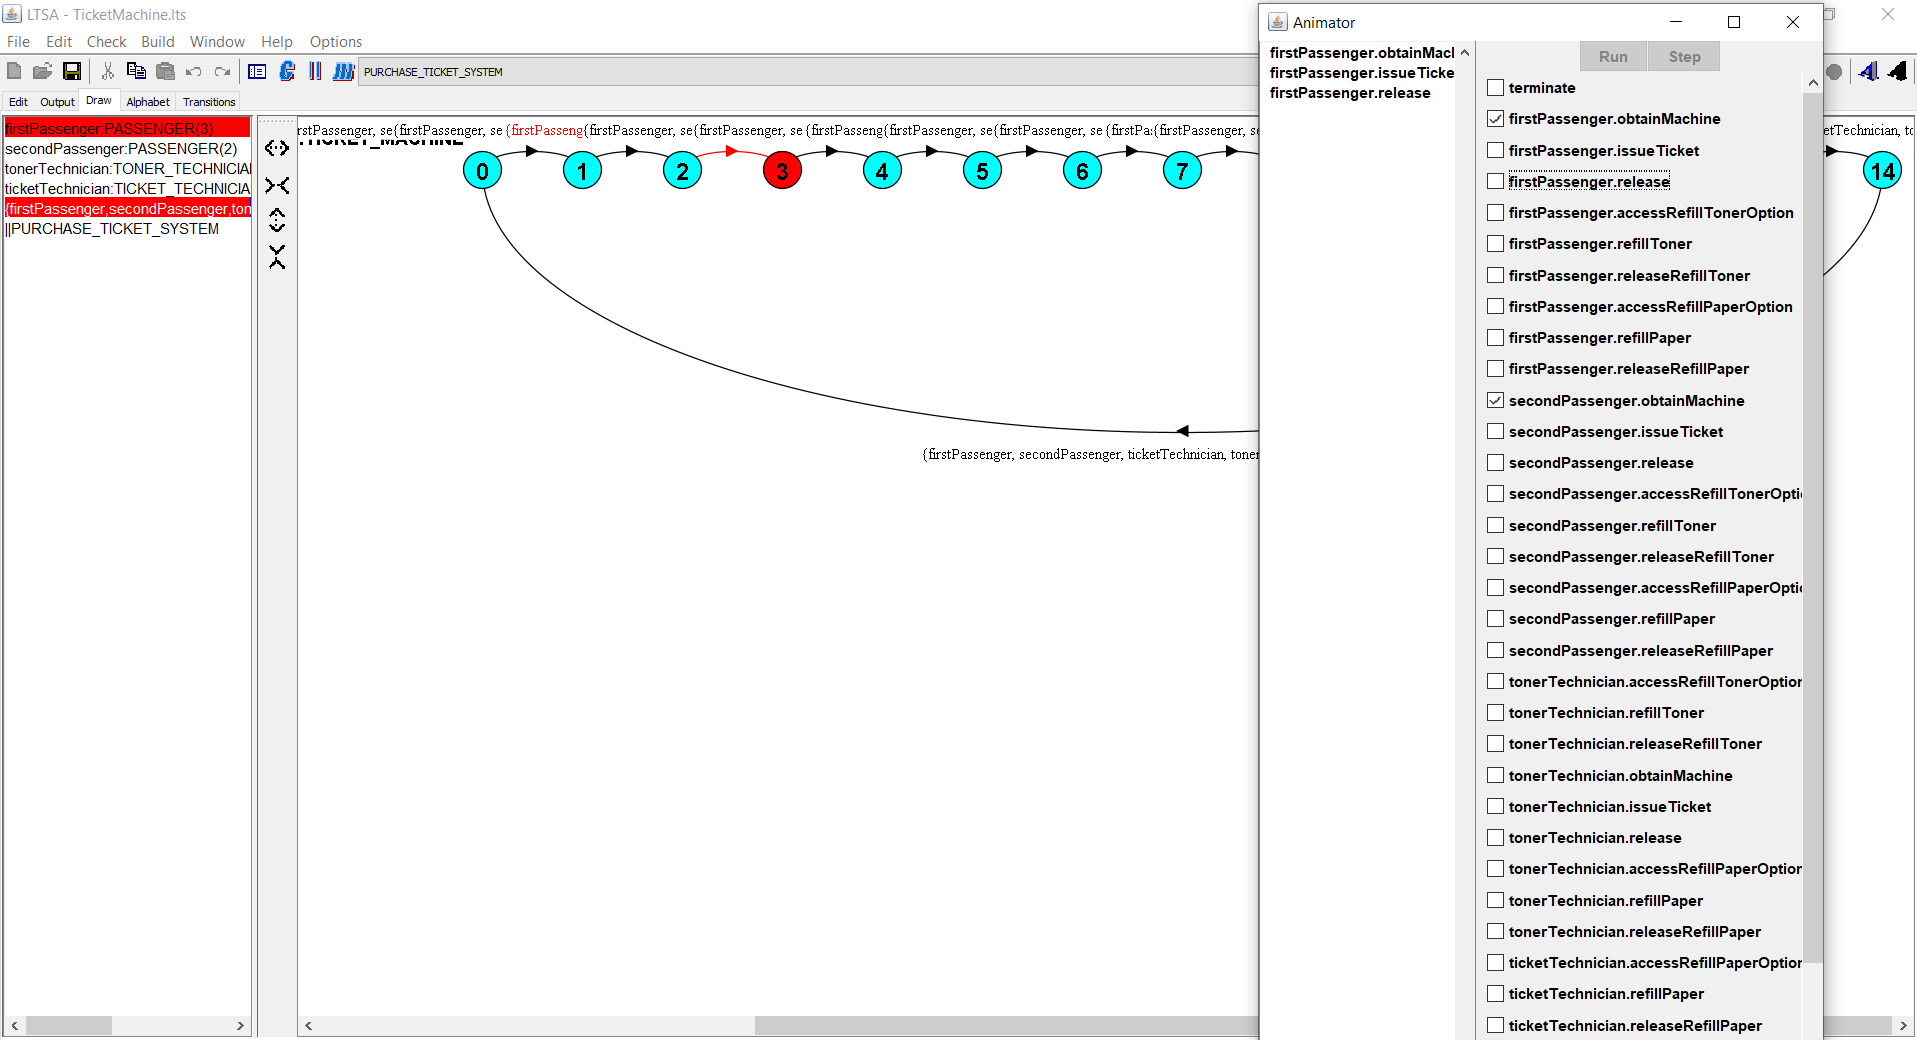 LTSA - TicketMachine.lts
File Edit Check Build Window Help Options
PURCHASE_TICKET_SYSTEM
Edit Output Draw Alphabet Transitions
firstPassenger:PASSENGER(3)
secondPassenger:PASSENGER(2)
tonerTechnician:TONER_TECHNICIAN
ticketTechnician:TICKET_TECHNICIA
{firstPassenger,secondPassenger,ton
||PURCHASE_TICKET_SYSTEM
rstPassenger, se{firstPassenger, se {firstPasseng{firstPassenger, se{firstPassenger, se {firstPasseng{firstPassenger, se{firstPassenger, se {firstPa:{firstPassenger, se
:TICKET_MACHINE
0 1 2 3 4 5 6 7
{firstPassenger, secondPassenger, ticketTechnician, toner
ketTechnician, to
14
Animator
firstPassenger.obtainMacl
firstPassenger.issueTicke
firstPassenger.release
Run Step
terminate
firstPassenger.obtainMachine
firstPassenger.issueTicket
firstPassenger.release
firstPassenger.accessRefillTonerOption
firstPassenger.refillToner
firstPassenger.releaseRefillToner
firstPassenger.accessRefillPaperOption
firstPassenger.refillPaper
firstPassenger.releaseRefillPaper
secondPassenger.obtainMachine
secondPassenger.issueTicket
secondPassenger.release
secondPassenger.accessRefillTonerOpti
secondPassenger.refillToner
secondPassenger.releaseRefillToner
secondPassenger.accessRefillPaperOpti
secondPassenger.refillPaper
secondPassenger.releaseRefillPaper
tonerTechnician.accessRefillTonerOption
tonerTechnician.refillToner
tonerTechnician.releaseRefillToner
tonerTechnician.obtainMachine
tonerTechnician.issueTicket
tonerTechnician.release
tonerTechnician.accessRefillPaperOption
tonerTechnician.refillPaper
tonerTechnician.releaseRefillPaper
ticketTechnician.accessRefillPaperOption
ticketTechnician.refillPaper
ticketTechnician.releaseRefillPaper